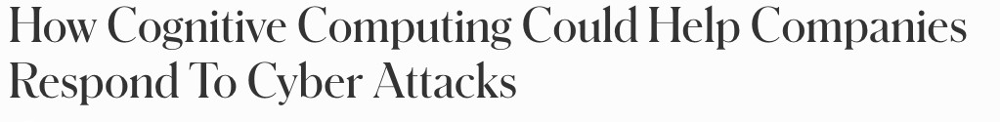 How Cognitive Computing Could Help Companies
Respond To Cyber Attacks